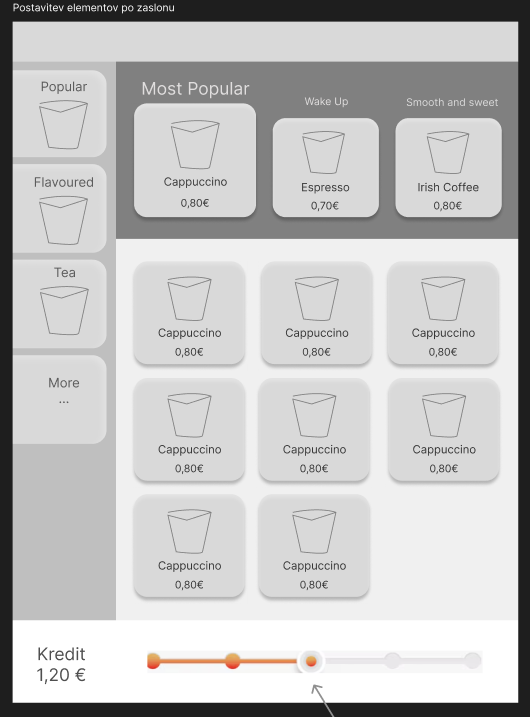 Postavitev elementov po zaslonu
Popular
Flavoured
Tea
More
...
Most Popular
Wake Up
Smooth and sweet
Cappuccino
0,80€
Espresso
0,70€
Irish Coffee
0,80€
Cappuccino
0,80€
Cappuccino
0,80€
Cappuccino
0,80€
Cappuccino
0,80€
Cappuccino
0,80€
Cappuccino
0,80€
Cappuccino
0,80€
Cappuccino
0,80€
Kredit
1,20 €